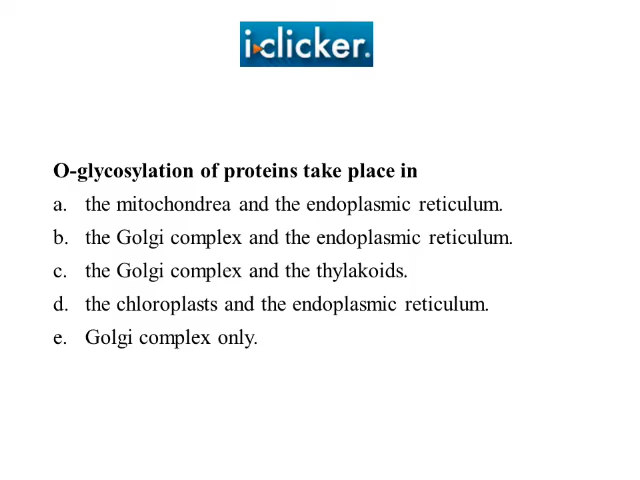 i-clicker.
O-glycosylation of proteins take place in
a. the mitochondrea and the endoplasmic reticulum.
b. the Golgi complex and the endoplasmic reticulum.
c. the Golgi complex and the thylakoids.
d. the chloroplasts and the endoplasmic reticulum.
e. Golgi complex only.